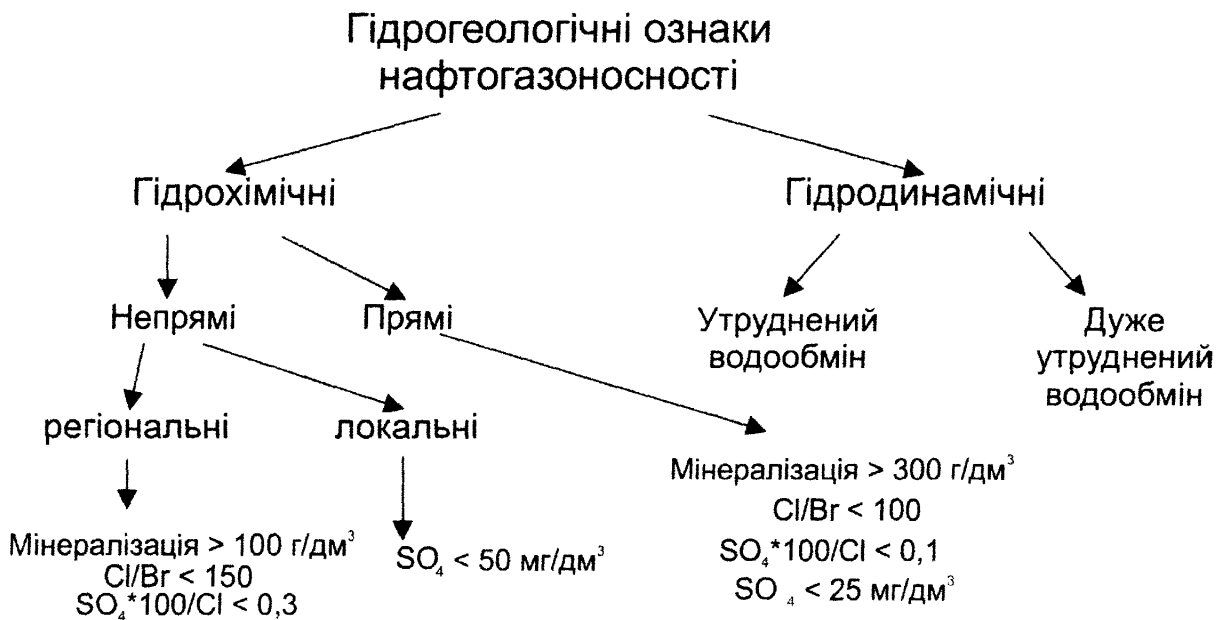 Гідрогеологічні ознаки
нафтогазоносності
Гідрохімічні
Гідродинамічні
Непрямі
Прямі
Утруднений
водообмін
Дуже
утруднений
водообмін
регіональні
локальні
Мінералізація > 100 г/дм³
Cl/Br < 150
SO₄*100/Cl < 0,3
SO₄ < 50 мг/дм³
Мінералізація > 300 г/дм³
Cl/Br < 100
SO₄*100/Cl < 0,1
SO ₄ < 25 мг/дм³